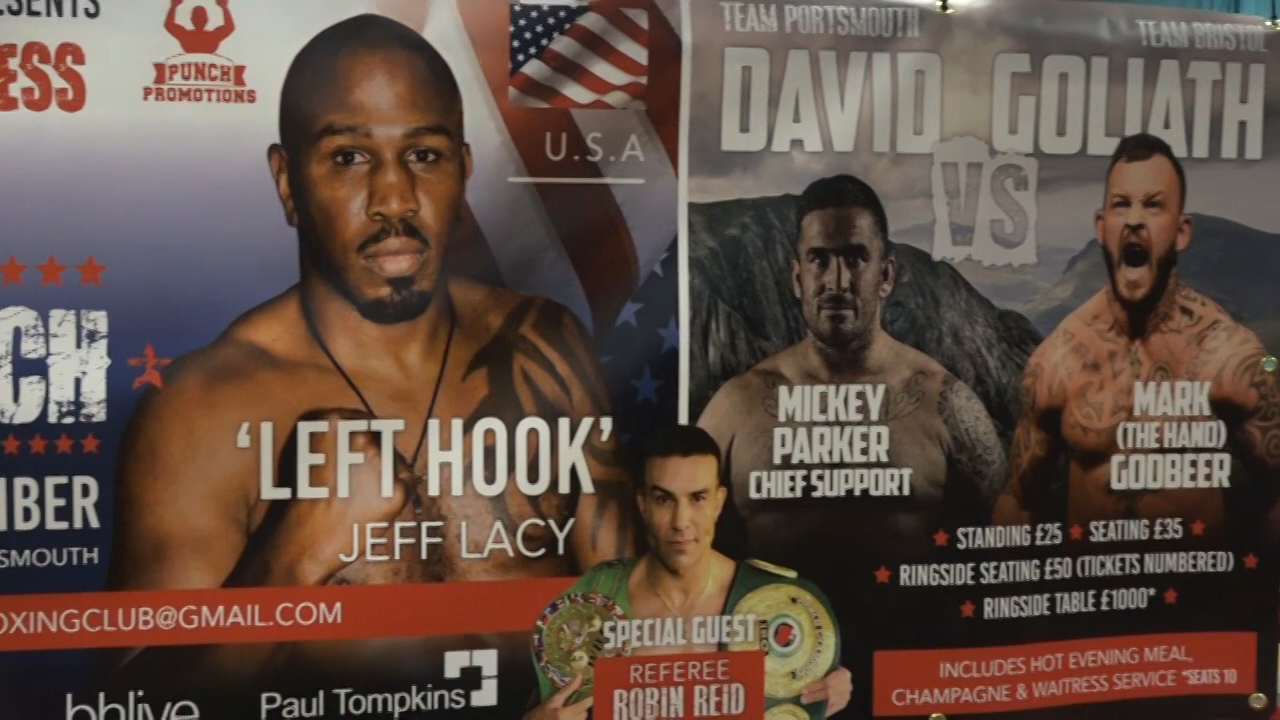 ESENTS
ESS
PUNCH
PROMOTIONS
U.S.A
CH
MBER
SMOUTH
'LEFT HOOK'
JEFF LACY
OXINGCLUB@GMAIL.COM
bhlive
Paul Tompkins
TEAM PORTSMOUTH
TEAM BRISTOL
DAVID GOLIATH
VS
MICKEY
PARKER
CHIEF SUPPORT
MARK
(THE HAND)
GODBEER
STANDING £25 SEATING £35
RINGSIDE SEATING £50 (TICKETS NUMBERED)
RINGSIDE TABLE £1000*
INCLUDES HOT EVENING MEAL,
CHAMPAGNE & WAITRESS SERVICE *SEATS 10
SPECIAL GUEST
REFEREE
ROBIN REID